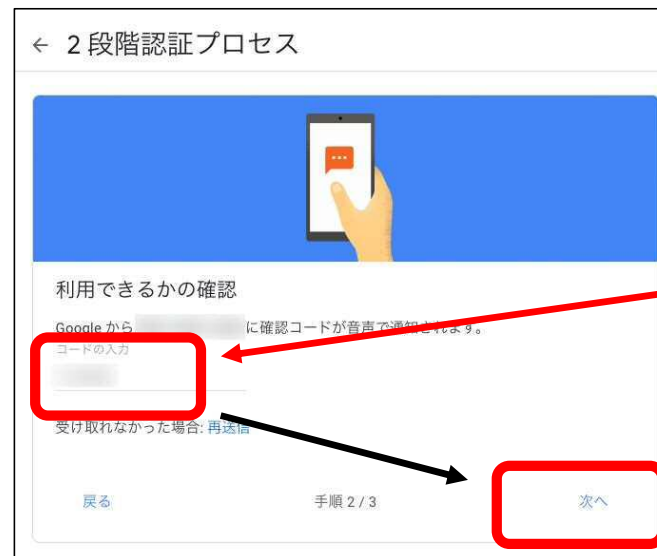 ← 2 段階認証プロセス
利用できるかの確認
Google から に確認コードが音声で通知されます。
コードの入力
受け取れなかった場合: 再送信
戻る 手順 2 / 3 次へ